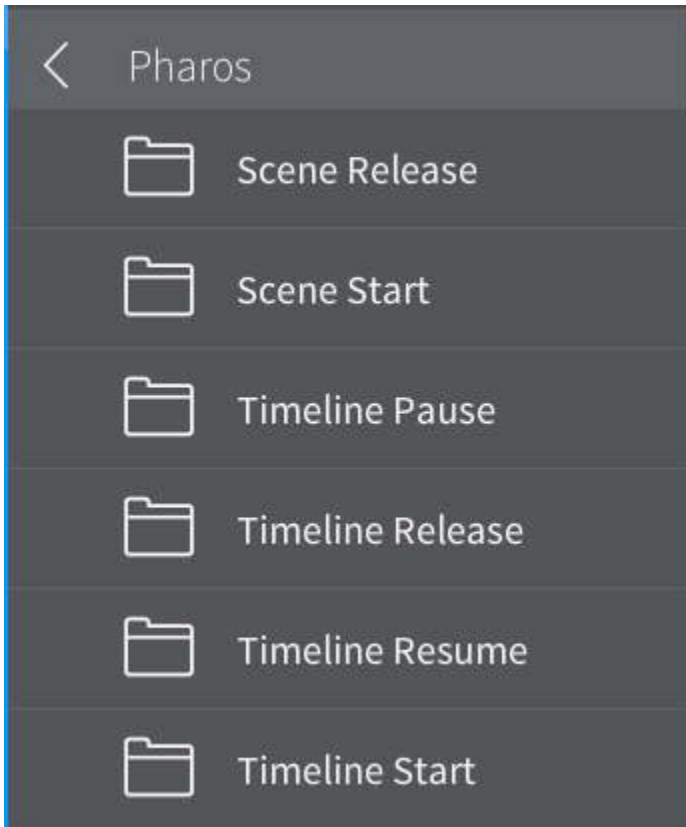 Pharos
Scene Release
Scene Start
Timeline Pause
Timeline Release
Timeline Resume
Timeline Start